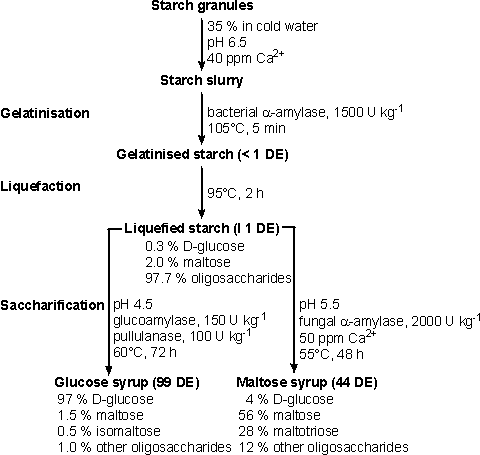 Starch granules
35 % in cold water
pH 6.5
40 ppm Ca2+
Starch slurry
Gelatinisation
bacterial α-amylase, 1500 U kg-1
105°C, 5 min
Gelatinised starch (< 1 DE)
Liquefaction
95°C, 2 h
Liquefied starch (l 1 DE)
0.3 % D-glucose
2.0 % maltose
97.7 % oligosaccharides
Saccharification
pH 4.5
glucoamylase, 150 U kg-1
pullulanase, 100 U kg-1
60°C, 72 h
pH 5.5
fungal α-amylase, 2000 U kg-1
50 ppm Ca2+
55°C, 48 h
Glucose syrup (99 DE)
97 % D-glucose
1.5 % maltose
0.5 % isomaltose
1.0 % other oligosaccharides
Maltose syrup (44 DE)
4 % D-glucose
56 % maltose
28 % maltotriose
12 % other oligosaccharides